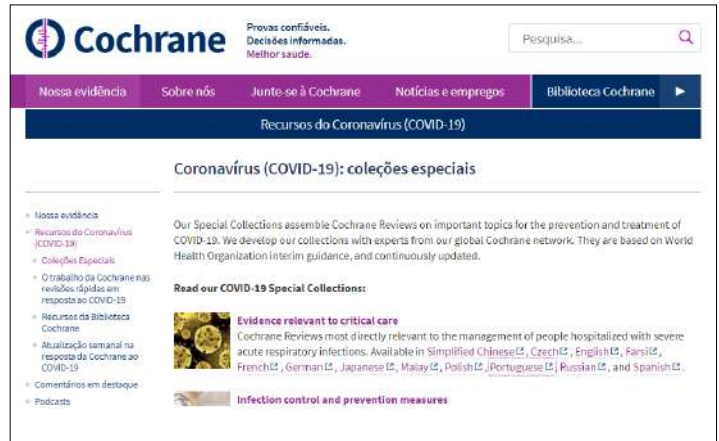 Cochrane
Provas confiáveis.
Decisões informadas.
Melhor saude.
Pesquisa...
Nossa evidência
Sobre nós
Junte-se à Cochrane
Notícias e empregos
Biblioteca Cochrane
Recursos do Coronavírus (COVID-19)
Coronavírus (COVID-19): coleções especiais
Nossa evidência
Recursos do Coronavírus
(COVID-19)
Coleções Especiais
O trabalho da Cochrane nas
revisões rápidas em
resposta ao COVID-19
Recursos da Biblioteca
Cochrane
Atualização semanal na
resposta da Cochrane ao
COVID-19
Comentários em destaque
Podcasts
Our Special Collections assemble Cochrane Reviews on important topics for the prevention and treatment of
COVID-19. We develop our collections with experts from our global Cochrane network. They are based on World
Health Organization interim guidance, and continuously updated.
Read our COVID-19 Special Collections:
Evidence relevant to critical care
Cochrane Reviews most directly relevant to the management of people hospitalized with severe
acute respiratory infections. Available in Simplified Chinese, Czech, English, Farsi,
French, German, Japanese, Malay, Polish, Portuguese, Russian, and Spanish.
Infection control and prevention measures